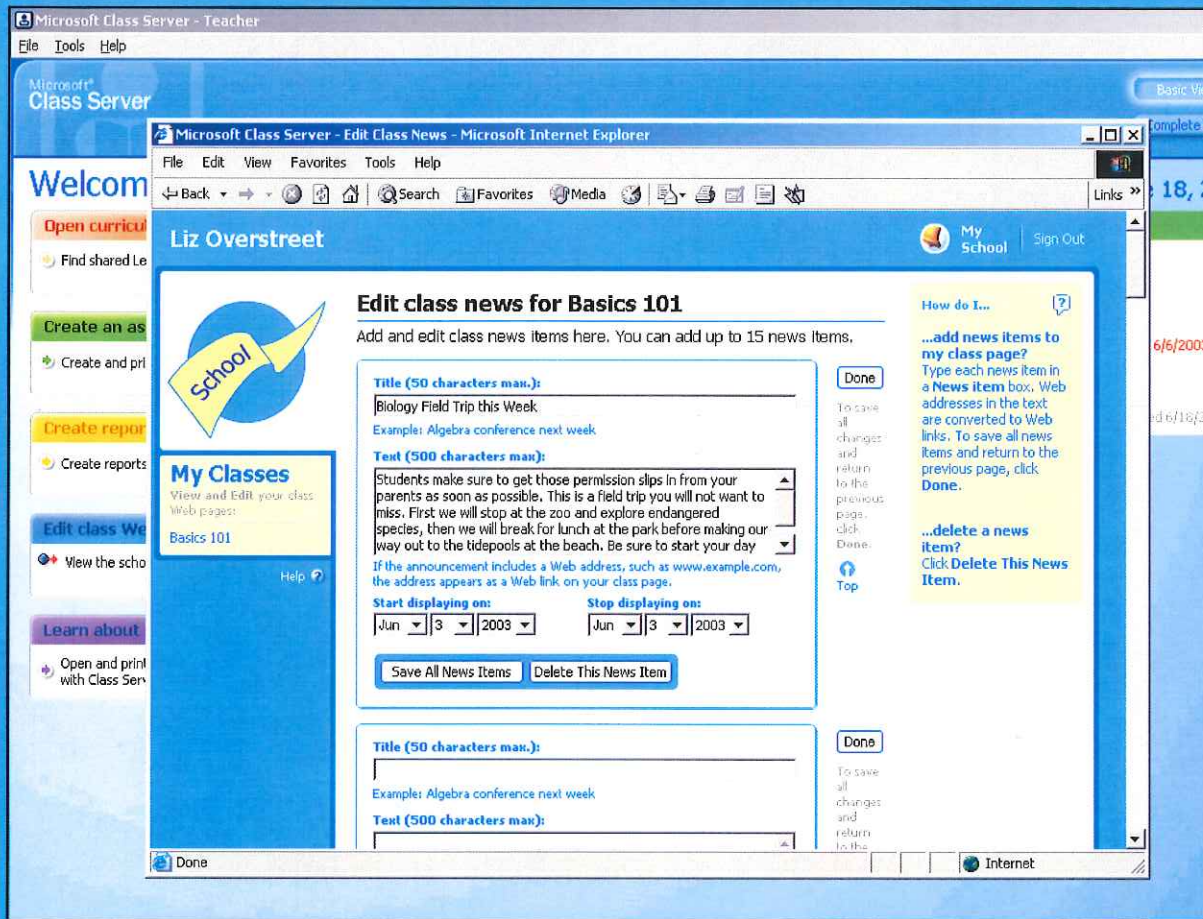 Microsoft Class Server - Teacher
File Tools Help
Microsoft®
Class Server
Basic
Complete
Welcom
18,
Open curricul
Find shared Le
Create an as
Create and pri
Create repor
Create reports
Edit class We
View the scho
Learn about
Open and print
with Class Serv
6/6/2003
ed 6/18/2
Microsoft Class Server - Edit Class News - Microsoft Internet Explorer
File Edit View Favorites Tools Help
Back Search Favorites Media Links »
Liz Overstreet
My
School
Sign Out
School
My Classes
View and Edit your class
Web pages:
Basics 101
Help ?
Edit class news for Basics 101
Add and edit class news items here. You can add up to 15 news items.
Title (50 characters max.):
Biology Field Trip this Week
Example: Algebra conference next week
Text (500 characters max):
Students make sure to get those permission slips in from your
parents as soon as possible. This is a field trip you will not want to
miss. First we will stop at the zoo and explore endangered
species, then we will break for lunch at the park before making our
way out to the tidepools at the beach. Be sure to start your day
If the announcement includes a Web address, such as www.example.com,
the address appears as a Web link on your class page.
Start displaying on: Stop displaying on:
Jun 3 2003 Jun 3 2003
Save All News Items Delete This News Item
Done
To save
all
changes
and
return
to the
previous
page,
click
Done.
Top
How do I... ?
...add news items to
my class page?
Type each news item in
a News item box. Web
addresses in the text
are converted to Web
links. To save all news
items and return to the
previous page, click
Done.
...delete a news
item?
Click Delete This News
Item.
Title (50 characters max.):
Example: Algebra conference next week
Text (500 characters max):
Done
To save
all
changes
and
return
to the
Done
Internet